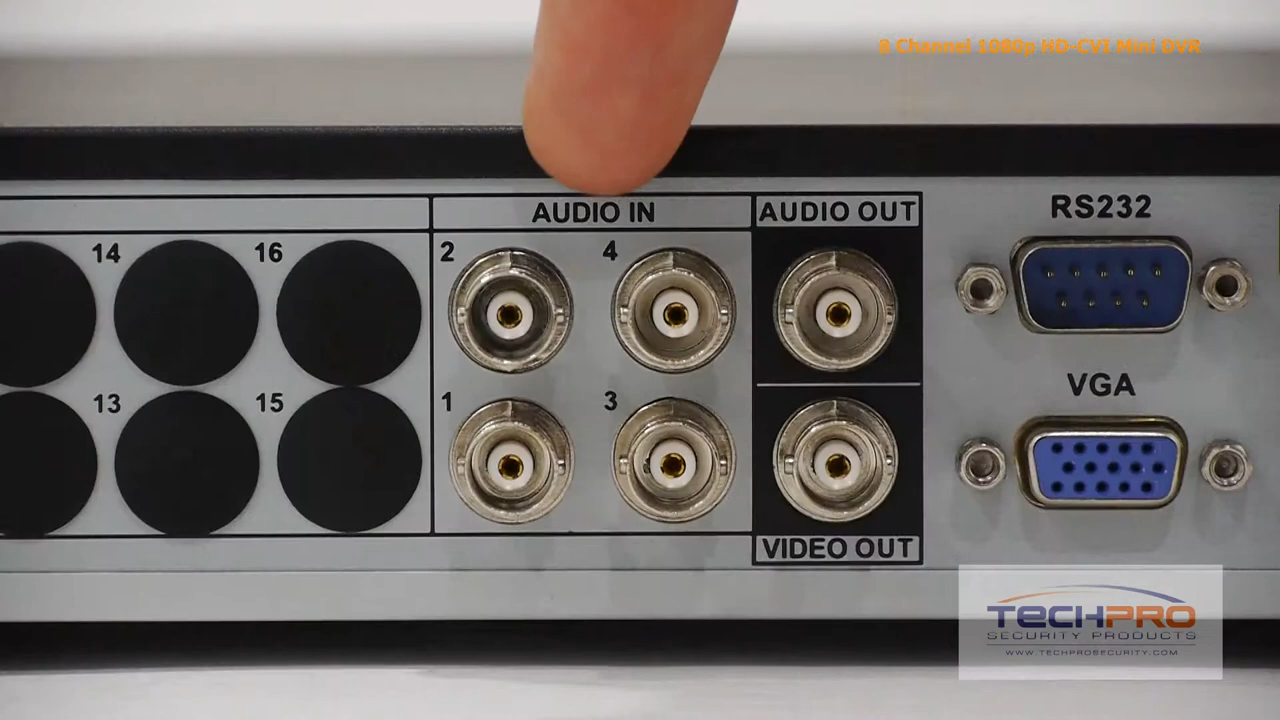 8 Channel 1080p HD-CVI Mini DVR
AUDIO IN
AUDIO OUT
RS232
14
16
2
4
VGA
13
15
1
3
VIDEO OUT
TECHPRO
SECURITY PRODUCTS
WWW.TECHPROSECURITY.COM